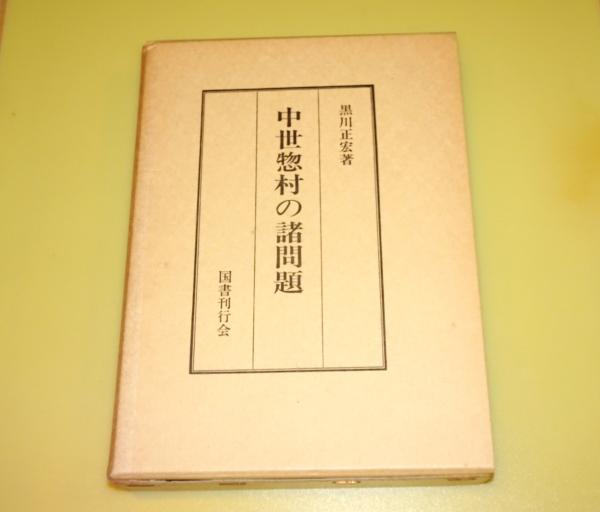 黒川正宏著
中世惣村の諸問題
国書刊行会